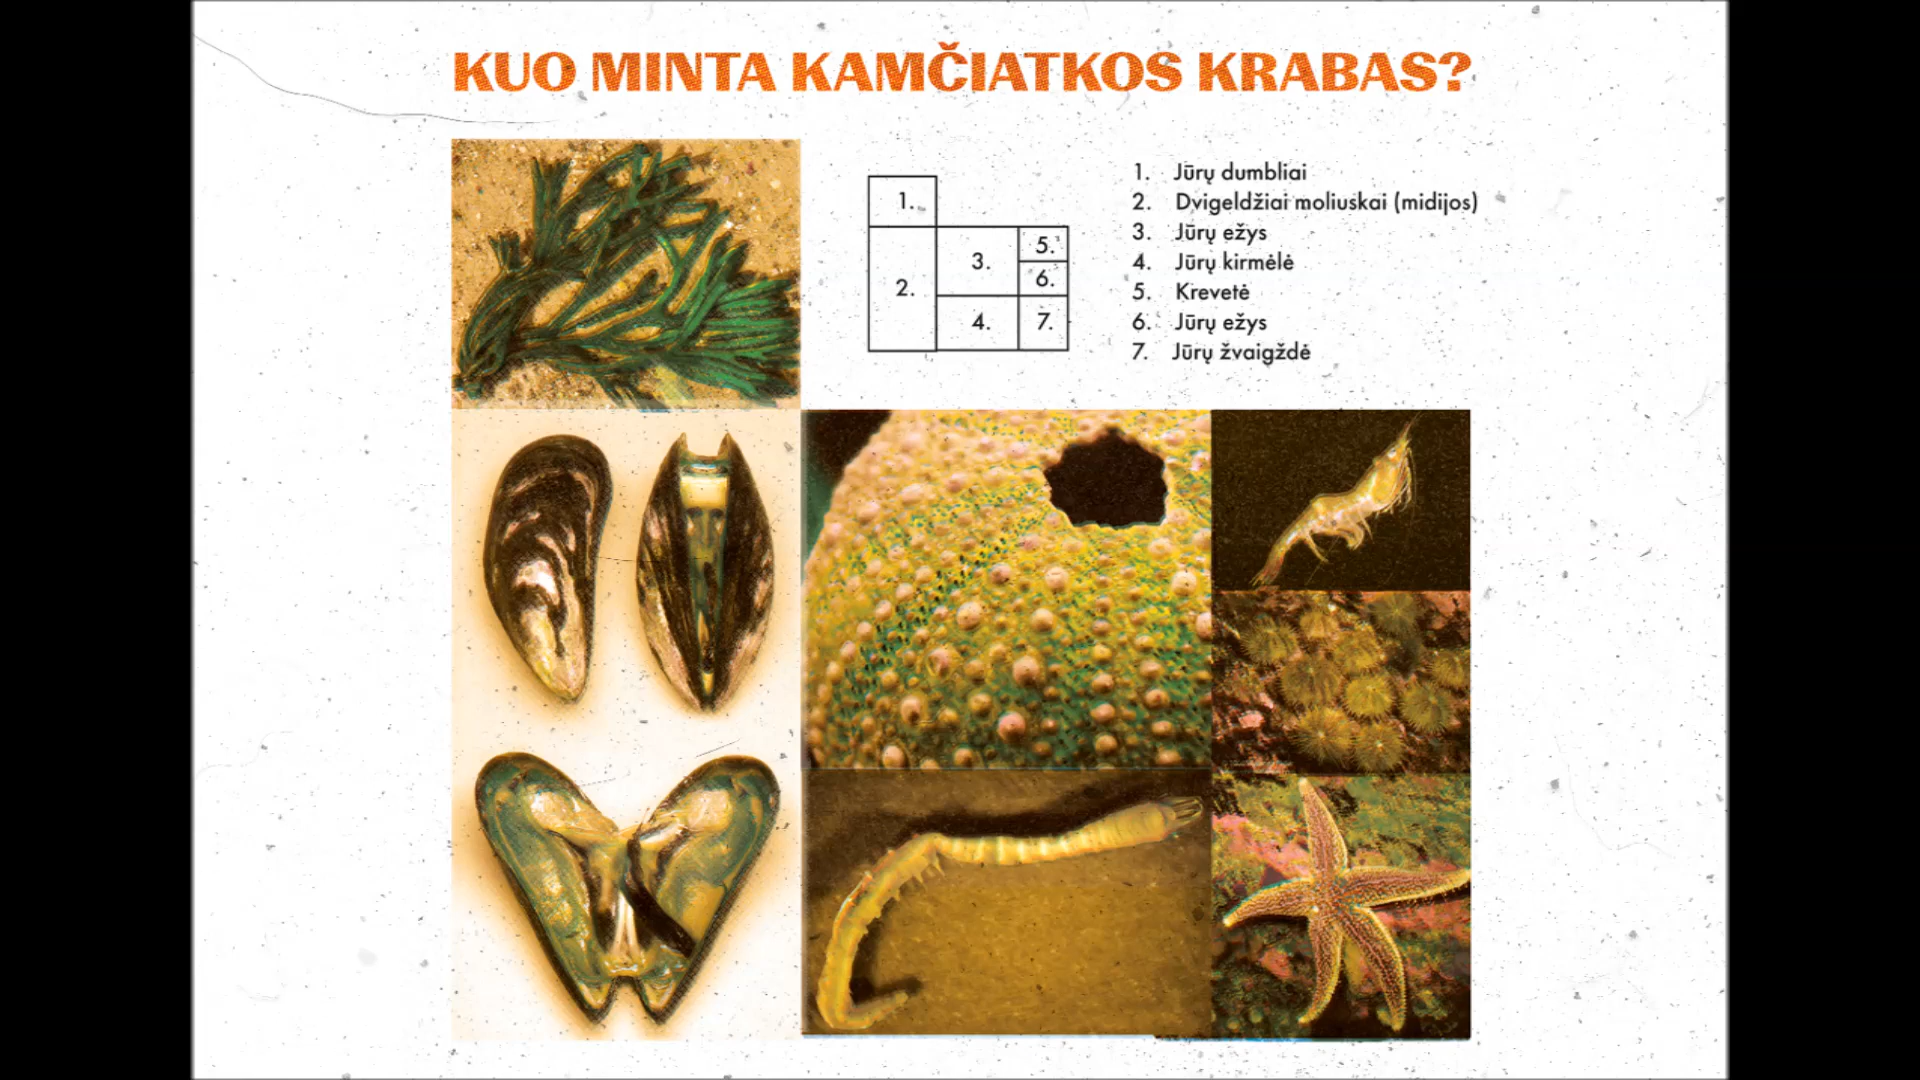 KUO MINTA KAMČIATKOS KRABAS?
1.
2.
3.
4.
5.
6.
7.
1. Jūrų dumbliai
2. Dvigeldžiai moliuskai (midijos)
3. Jūrų ežys
4. Jūrų kirmėlė
5. Krevetė
6. Jūrų ežys
7. Jūrų žvaigždė